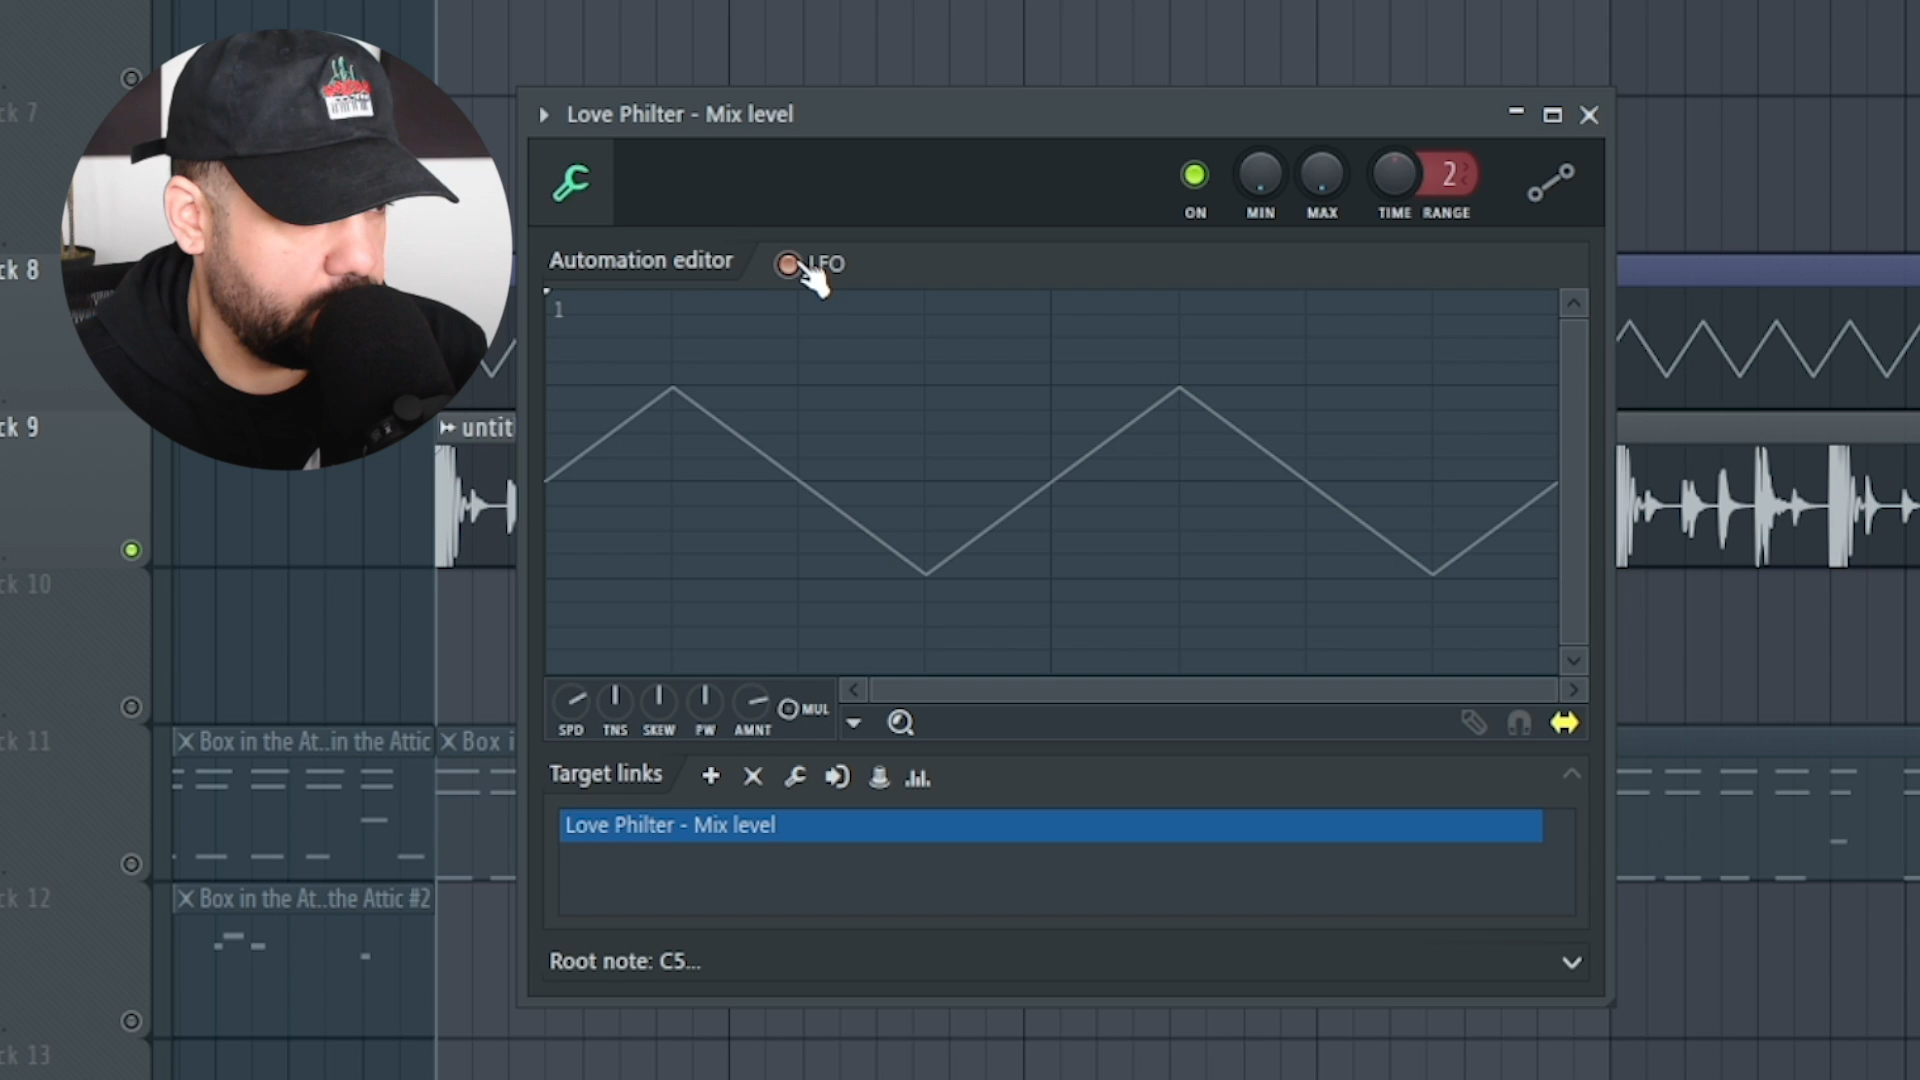 ck 7
ck 8
ck 9
ck 10
ck 11
ck 12
ck 13
Love Philter - Mix level
ON
MIN
MAX
TIME
RANGE
2
Automation editor
LFO
1
SPD
TNS
SKEW
PW
AMNT
MUL
Target links
Love Philter - Mix level
Root note: C5...
untit
Box in the At..in the Attic
Box i
Box in the At..the Attic #2